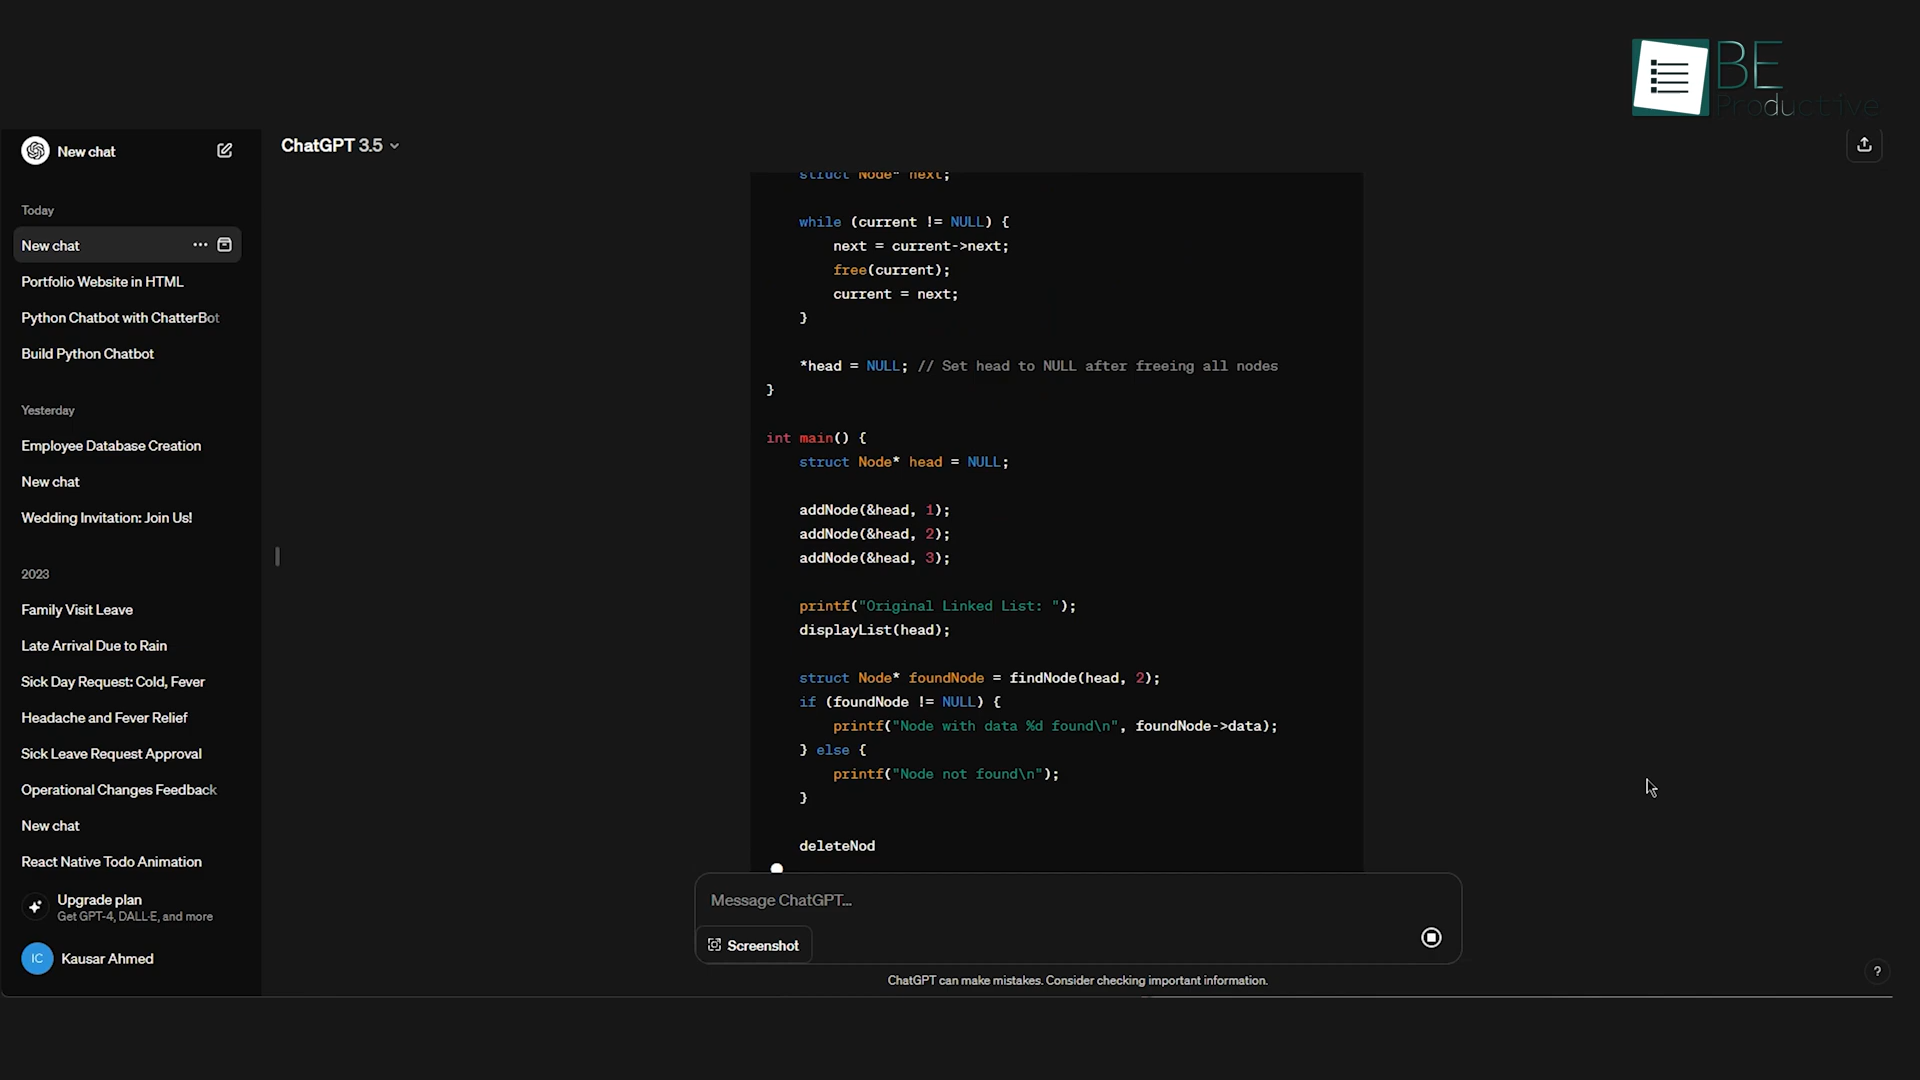 BE
Productive
New chat
ChatGPT 3.5
Today
New chat
Portfolio Website in HTML
Python Chatbot with ChatterBot
Build Python Chatbot
Yesterday
Employee Database Creation
New chat
Wedding Invitation: Join Us!
2023
Family Visit Leave
Late Arrival Due to Rain
Sick Day Request: Cold, Fever
Headache and Fever Relief
Sick Leave Request Approval
Operational Changes Feedback
New chat
React Native Todo Animation
Upgrade plan
Get GPT-4, DALL·E, and more
IC
Kausar Ahmed
struct Node* next;
while (current != NULL) {
next = current->next;
free(current);
current = next;
}
*head = NULL; // Set head to NULL after freeing all nodes
}
int main() {
struct Node* head = NULL;
addNode(&head, 1);
addNode(&head, 2);
addNode(&head, 3);
printf("Original Linked List: ");
displayList(head);
struct Node* foundNode = findNode(head, 2);
if (foundNode != NULL) {
printf("Node with data %d found\n", foundNode->data);
} else {
printf("Node not found\n");
}
deleteNod
Message ChatGPT...
Screenshot
ChatGPT can make mistakes. Consider checking important information.
?